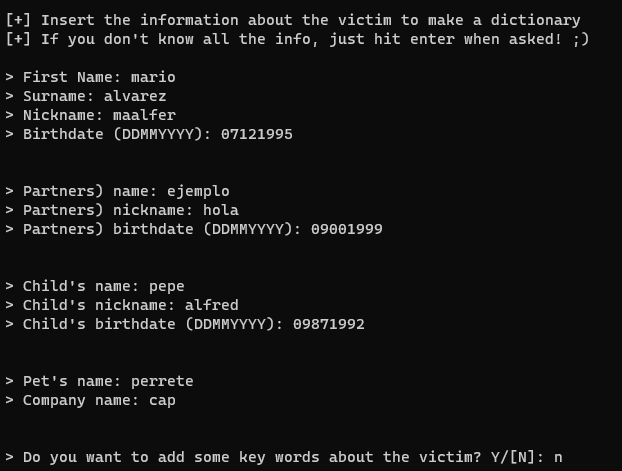 [+] Insert the information about the victim to make a dictionary
[+] If you don't know all the info, just hit enter when asked! ;)
> First Name: mario
> Surname: alvarez
> Nickname: maalfer
> Birthdate (DDMMYYYY): 07121995
> Partners) name: ejemplo
> Partners) nickname: hola
> Partners) birthdate (DDMMYYYY): 09001999
> Child's name: pepe
> Child's nickname: alfred
> Child's birthdate (DDMMYYYY): 09871992
> Pet's name: perrete
> Company name: cap
> Do you want to add some key words about the victim? Y/[N]: n